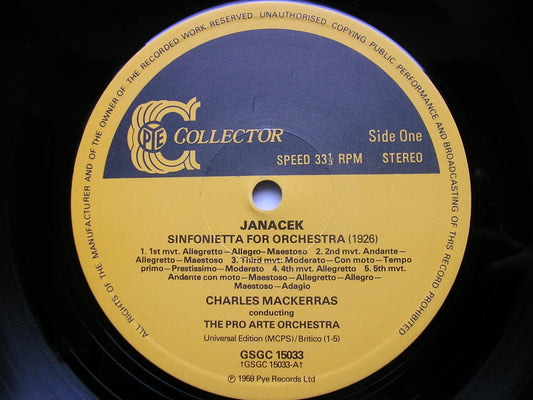 ALL RIGHTS OF THE MANUFACTURER AND OF THE OWNER OF THE RECORDED WORK RESERVED. UNAUTHORISED COPYING PUBLIC PERFORMANCE AND BROADCASTING OF THIS RECORD PROHIBITED
PYE COLLECTOR
Side One
SPEED 33⅓ RPM STEREO
JANACEK
SINFONIETTA FOR ORCHESTRA (1926)
1. 1st mvt. Allegretto—Allegro—Maestoso 2. 2nd mvt. Andante—
Allegretto—Maestoso 3. Third mvt: Moderato—Con moto—Tempo
primo—Prestissimo—Moderato 4. 4th mvt. Allegretto 5. 5th mvt.
Andante con moto—Maestoso—Allegretto—Allegro—
Maestoso—Adagio
CHARLES MACKERRAS
conducting
THE PRO ARTE ORCHESTRA
Universal Edition (MCPS)/Britico (1-5)
GSGC 15033
†GSGC 15033-A†
℗ 1959 Pye Records Ltd